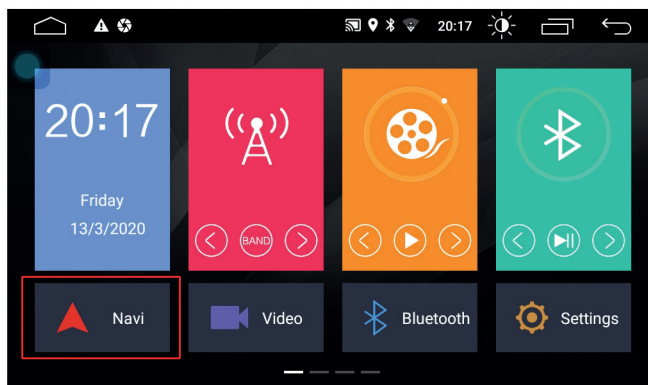 20:17
20:17
Friday
13/3/2020
BAND
Navi
Video
Bluetooth
Settings